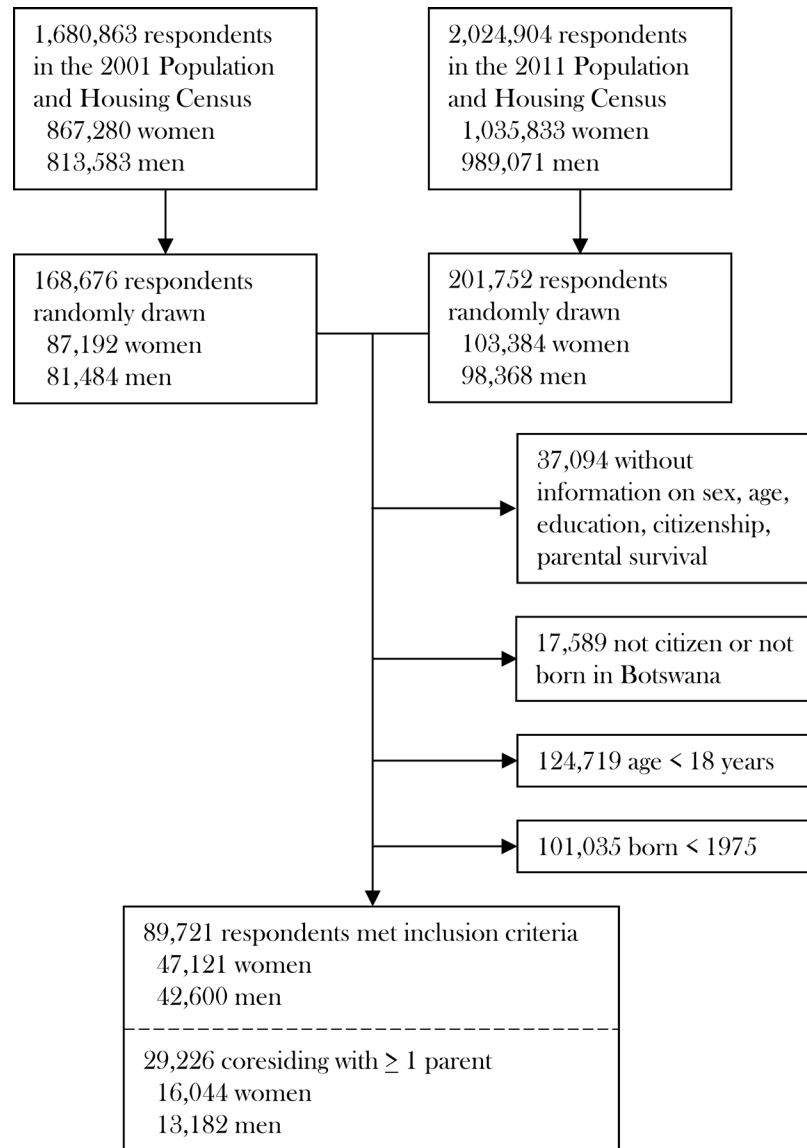 1,680,863 respondents
in the 2001 Population
and Housing Census
867,280 women
813,583 men
2,024,904 respondents
in the 2011 Population
and Housing Census
1,035,833 women
989,071 men
168,676 respondents
randomly drawn
87,192 women
81,484 men
201,752 respondents
randomly drawn
103,384 women
98,368 men
37,094 without
information on sex, age,
education, citizenship,
parental survival
17,589 not citizen or not
born in Botswana
124,719 age < 18 years
101,035 born < 1975
89,721 respondents met inclusion criteria
47,121 women
42,600 men
29,226 coresiding with ≥ 1 parent
16,044 women
13,182 men